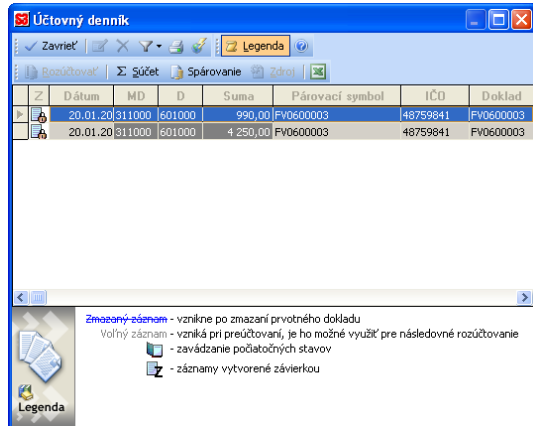 Účtovný denník
Zavrieť Legenda
Rozúčtovať Σ Súčet Spárovanie Zdroj
Z Dátum MD D Suma Párovací symbol IČO Doklad
20.01.20 311000 601000 990,00 FV0600003 48759841 FV0600003
20.01.20 311000 601000 4 250,00 FV0600003 48759841 FV0600003
Zmazaný záznam - vznikne po zmazaní prvotného dokladu
Voľný záznam - vzniká pri preúčtovaní, je ho možné využiť pre následovné rozúčtovanie
- zavádzanie počiatočných stavov
Z - záznamy vytvorené závierkou
Legenda